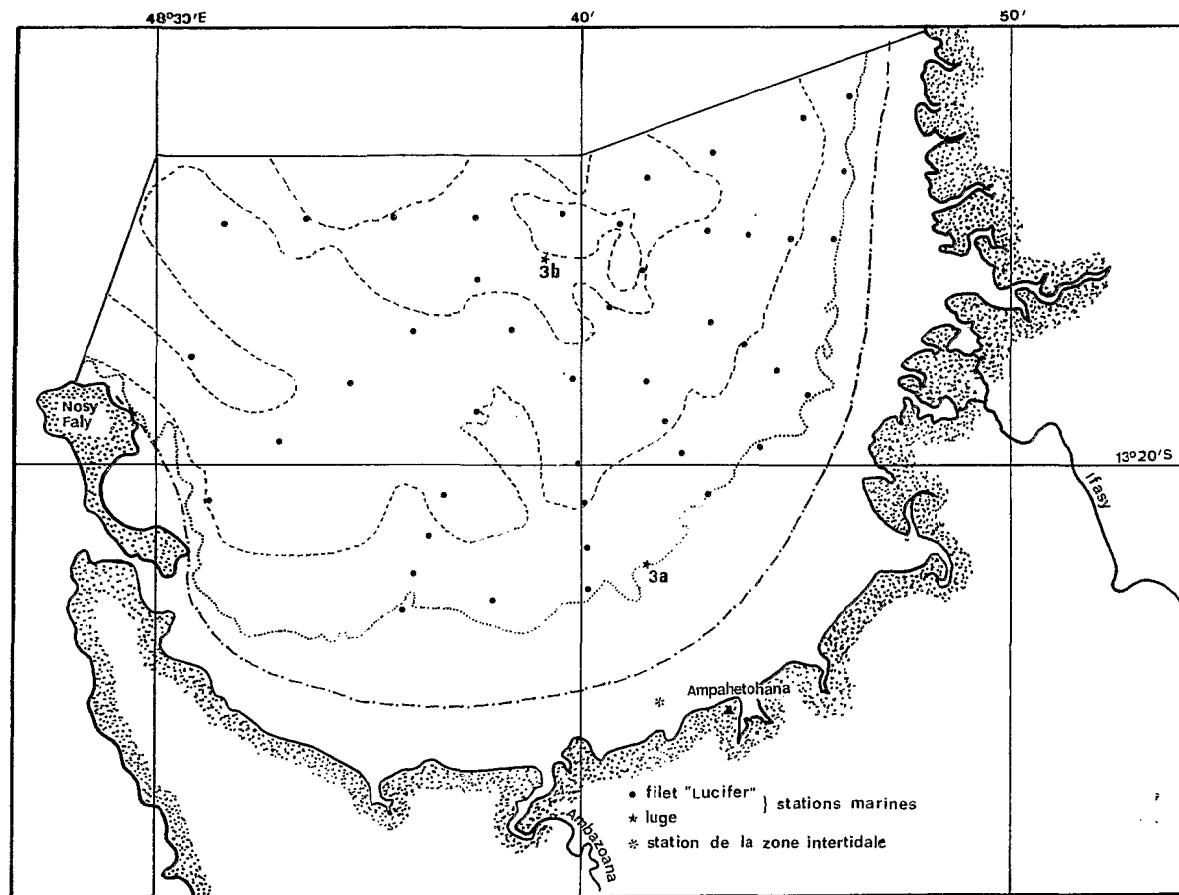 48°30'E
40'
50'
3b
Nosy
Faly
13°20'S
Ifasy
3a
Ampahetohana
filet "Lucifer"
} stations marines
luge
station de la zone intertidale
Ambazoana